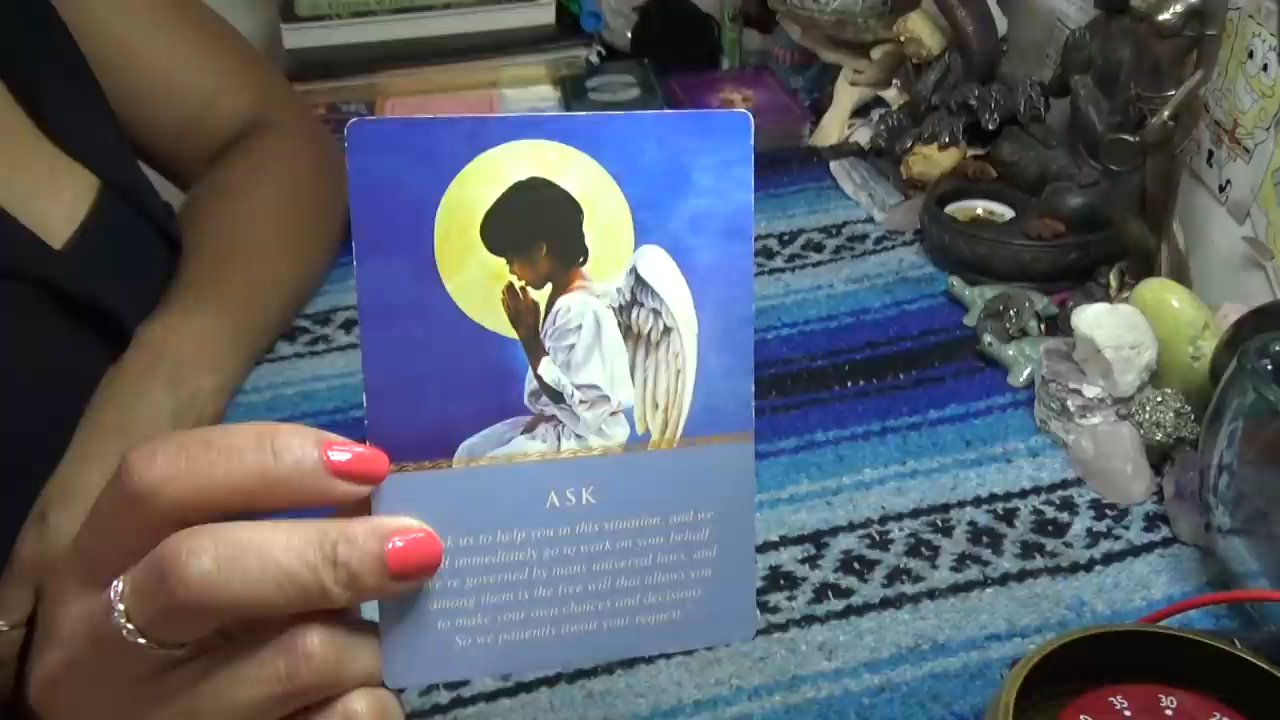 ASK
k us to help you in this situation, and we
l immediately go to work on your behalf.
e're governed by many universal laws, and
among them is the free will that allows you
to make your own choices and decisions.
So we patiently await your request."
35 30